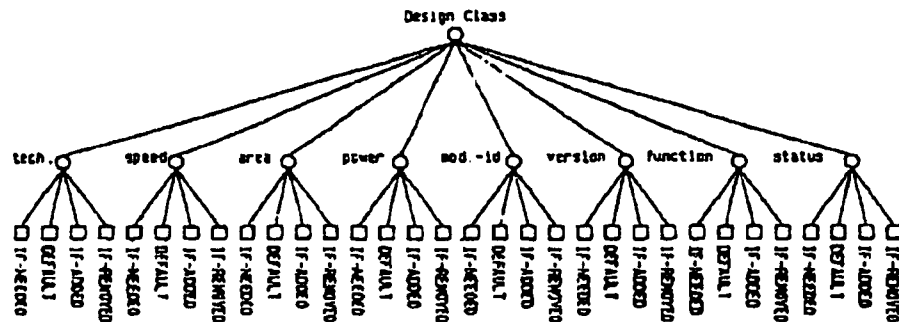 Design Class
tech. speed area power mod.-id version function status
IF-NEEDED DEFAULT IF-ADDED IF-REMOVED IF-NEEDED DEFAULT IF-ADDED IF-REMOVED IF-NEEDED DEFAULT IF-ADDED IF-REMOVED IF-NEEDED DEFAULT IF-ADDED IF-REMOVED IF-NEEDED DEFAULT IF-ADDED IF-REMOVED IF-NEEDED DEFAULT IF-ADDED IF-REMOVED IF-NEEDED DEFAULT IF-ADDED IF-REMOVED IF-NEEDED DEFAULT IF-ADDED IF-REMOVED